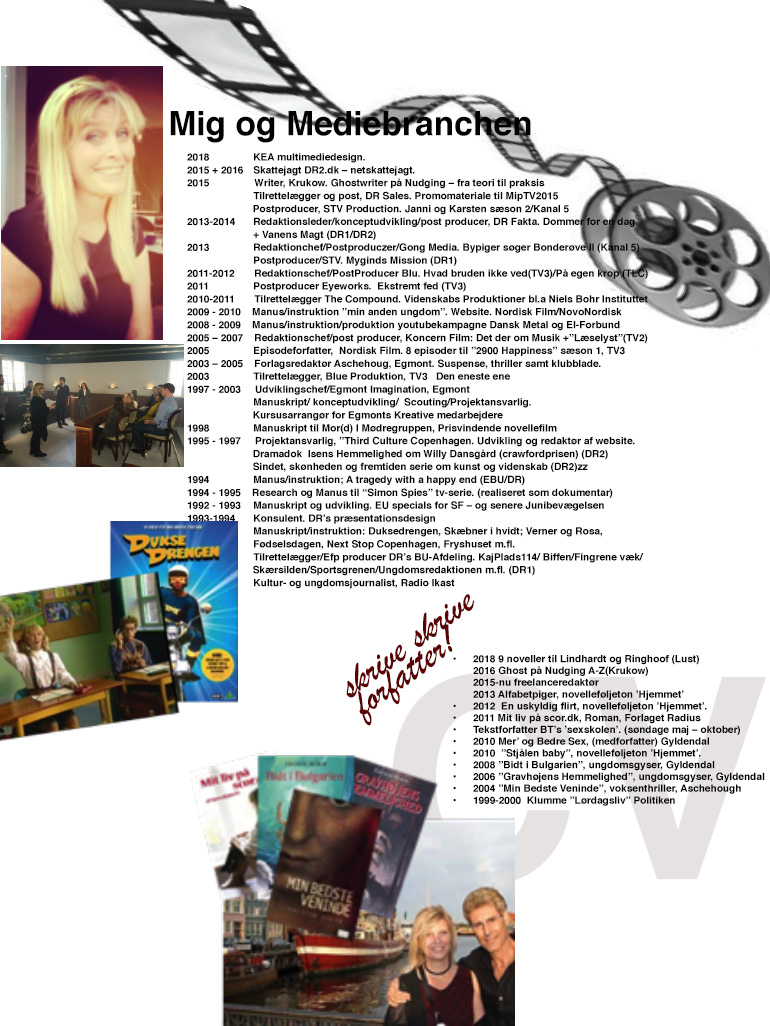 Mig og Mediebranchen
2018 KEA multimediedesign.
2015 + 2016 Skattejagt DR2.dk – netskattejagt.
2015 Writer, Krukow. Ghostwriter på Nudging – fra teori til praksis
Tilrettelægger og post, DR Sales. Promomateriale til MipTV2015
Postproducer, STV Production. Janni og Karsten sæson 2/Kanal 5
2013-2014 Redaktionsleder/konceptudvikling/post producer, DR Fakta. Dommer for en dag
+ Vanens Magt (DR1/DR2)
2013 Redaktionchef/Postproduczer/Gong Media. Bypiger søger Bonderøve II (Kanal 5)
Postproducer/STV. Myginds Mission (DR1)
2011-2012 Redaktionschef/PostProducer Blu. Hvad bruden ikke ved(TV3)/På egen krop (TLC)
2011 Postproducer Eyeworks. Ekstremt fed (TV3)
2010-2011 Tilrettelægger The Compound. Videnskabs Produktioner bl.a Niels Bohr Instituttet
2009 - 2010 Manus/instruktion ”min anden ungdom”. Website. Nordisk Film/NovoNordisk
2008 - 2009 Manus/instruktion/produktion youtubekampagne Dansk Metal og El-Forbund
2005 – 2007 Redaktionschef/post producer, Koncern Film: Det der om Musik +”Læselyst”(TV2)
2005 Episodeforfatter, Nordisk Film. 8 episoder til ”2900 Happiness” sæson 1, TV3
2003 – 2005 Forlagsredaktør Aschehoug, Egmont. Suspense, thriller samt klubblade.
2003 Tilrettelægger, Blue Produktion, TV3 Den eneste ene
1997 - 2003 Udviklingschef/Egmont Imagination, Egmont
Manuskript/ konceptudvikling/ Scouting/Projektansvarlig.
Kursusarrangør for Egmonts Kreative medarbejdere
1998 Manuskript til Mor(d) I Mødregruppen, Prisvindende novellefilm
1995 - 1997 Projektansvarlig, ”Third Culture Copenhagen. Udvikling og redaktør af website.
Dramadok Isens Hemmelighed om Willy Dansgård (crawfordprisen) (DR2)
Sindet, skønheden og fremtiden serie om kunst og videnskab (DR2)zz
1994 Manus/instruktion; A tragedy with a happy end (EBU/DR)
1994 - 1995 Research og Manus til “Simon Spies” tv-serie. (realiseret som dokumentar)
1992 - 1993 Manuskript og udvikling. EU specials for SF – og senere Junibevægelsen
1993-1994 Konsulent. DR’s præsentationsdesign
Manuskript/instruktion: Duksedrengen, Skæbner i hvidt; Verner og Rosa,
Fødselsdagen, Next Stop Copenhagen, Fryshuset m.fl.
Tilrettelægger/Efp producer DR’s BU-Afdeling. KajPlads114/ Biffen/Fingrene væk/
Skærsilden/Sportsgrenen/Ungdomsredaktionen m.fl. (DR1)
Kultur- og ungdomsjournalist, Radio Ikast
DUKSE
DRENGEN
skrive skrive
forfatter!
• 2018 9 noveller til Lindhardt og Ringhoof (Lust)
2016 Ghost på Nudging A-Z(Krukow)
2015-nu freelanceredaktør
2013 Alfabetpiger, novelleføljeton ’Hjemmet’
• 2012 En uskyldig flirt, novelleføljeton ’Hjemmet’.
• 2011 Mit liv på scor.dk, Roman, Forlaget Radius
• Tekstforfatter BT’s ’sexskolen’. (søndage maj – oktober)
• 2010 Mer’ og Bedre Sex, (medforfatter) Gyldendal
• 2010 ”Stjålen baby”, novelleføljeton ’Hjemmet’.
• 2008 ”Bidt i Bulgarien”, ungdomsgyser, Gyldendal
• 2006 ”Gravhøjens Hemmelighed”, ungdomsgyser, Gyldendal
• 2004 ”Min Bedste Veninde”, voksenthriller, Aschehough
• 1999-2000 Klumme ”Lørdagsliv” Politiken
CV
Mit liv på
scor
Bidt i Bulgarien
GRAVHØJENS
HEMMELIGHED
MIN BEDSTE
VENINDE